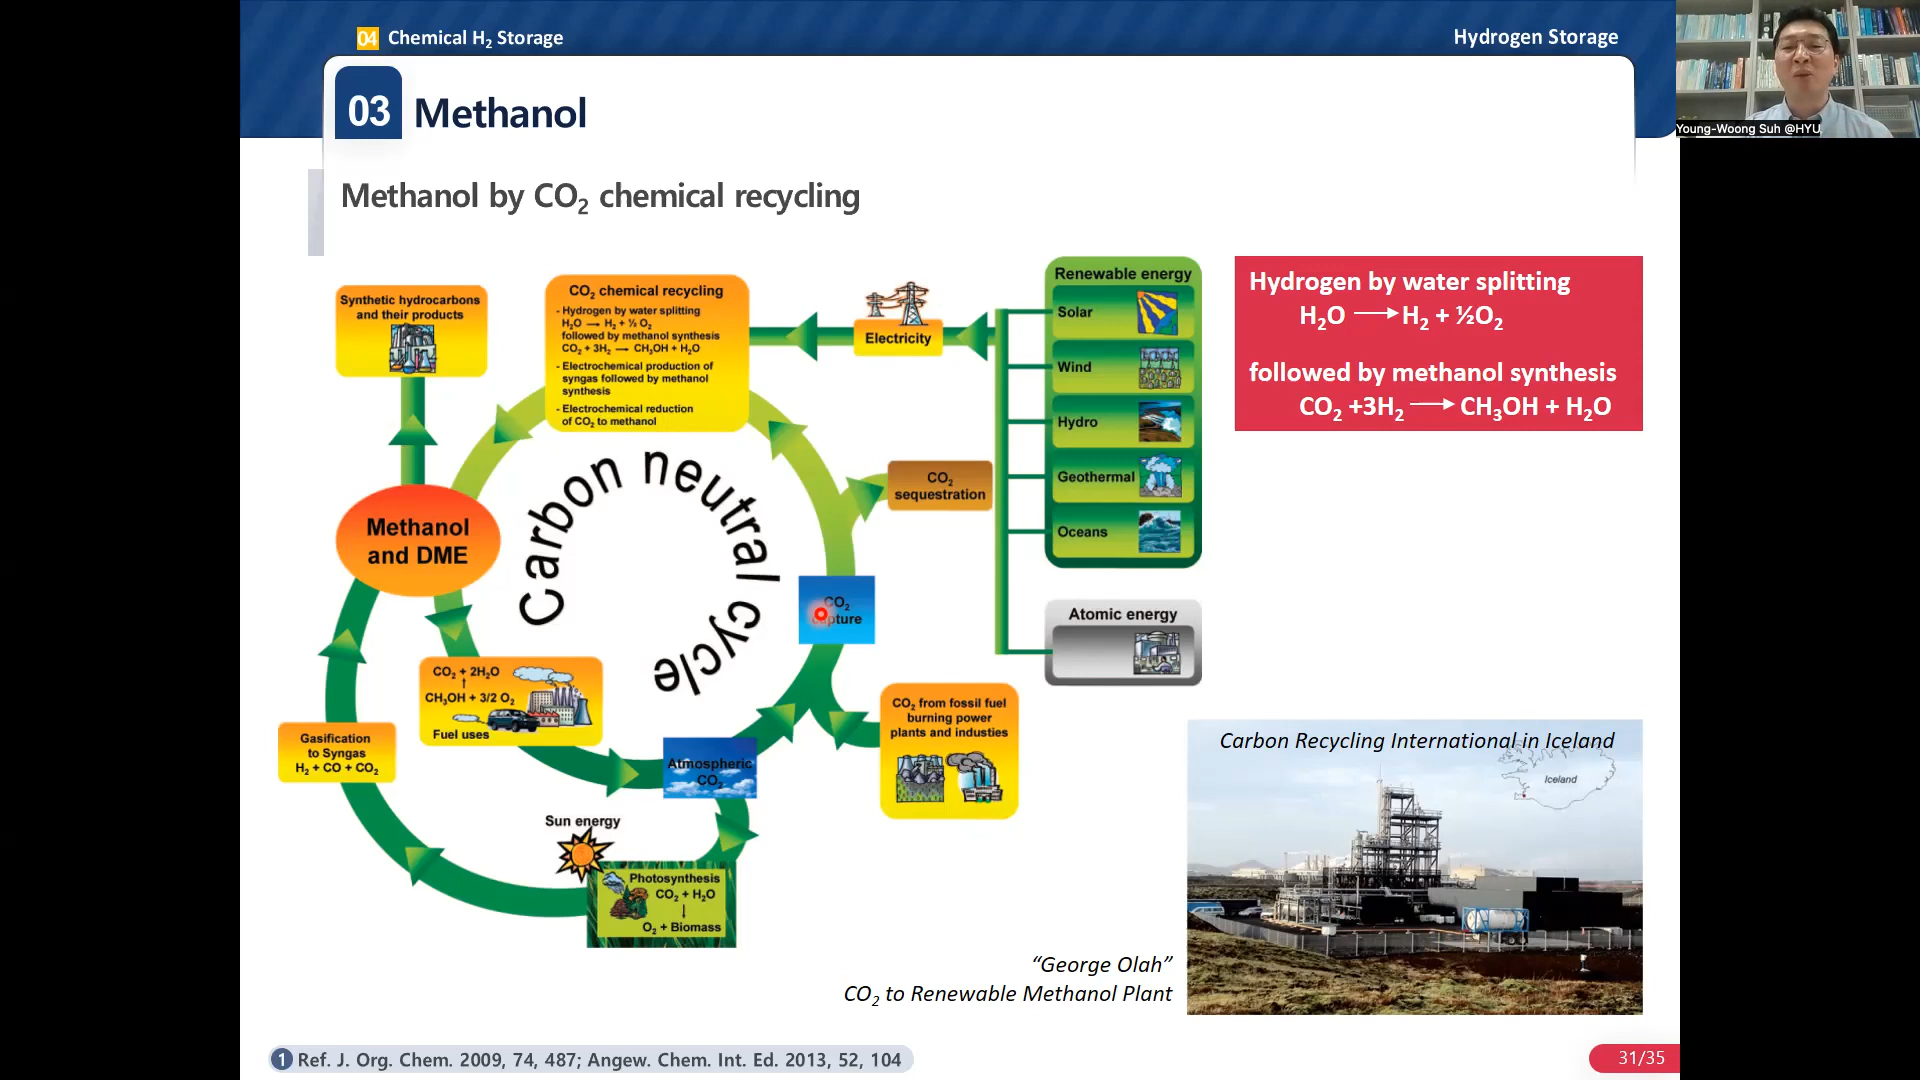 04 Chemical H₂ Storage
Hydrogen Storage
Young-Woong Suh @HYU
03 Methanol
Methanol by CO₂ chemical recycling
Synthetic hydrocarbons
and their products
CO₂ chemical recycling
- Hydrogen by water splitting
H₂O → H₂ + ½ O₂
followed by methanol synthesis
CO₂ + 3H₂ → CH₃OH + H₂O
- Electrochemical production of
syngas followed by methanol
synthesis
- Electrochemical reduction
of CO₂ to methanol
Electricity
Renewable energy
Solar
Wind
Hydro
Geothermal
Oceans
Atomic energy
Hydrogen by water splitting
H₂O → H₂ + ½O₂
followed by methanol synthesis
CO₂ +3H₂ → CH₃OH + H₂O
CO₂
sequestration
Methanol
and DME
Carbon neutral cycle
CO₂
CO₂ + 2H₂O
↑
CH₃OH + 3/2 O₂
Fuel uses
CO₂ from fossil fuel
burning power
plants and industies
Gasification
to Syngas
H₂ + CO + CO₂
Atmospheric
CO₂
Sun energy
Photosynthesis
CO₂ + H₂O
↓
O₂ + Biomass
Carbon Recycling International in Iceland
Iceland
“George Olah”
CO₂ to Renewable Methanol Plant
1 Ref. J. Org. Chem. 2009, 74, 487; Angew. Chem. Int. Ed. 2013, 52, 104
31/35